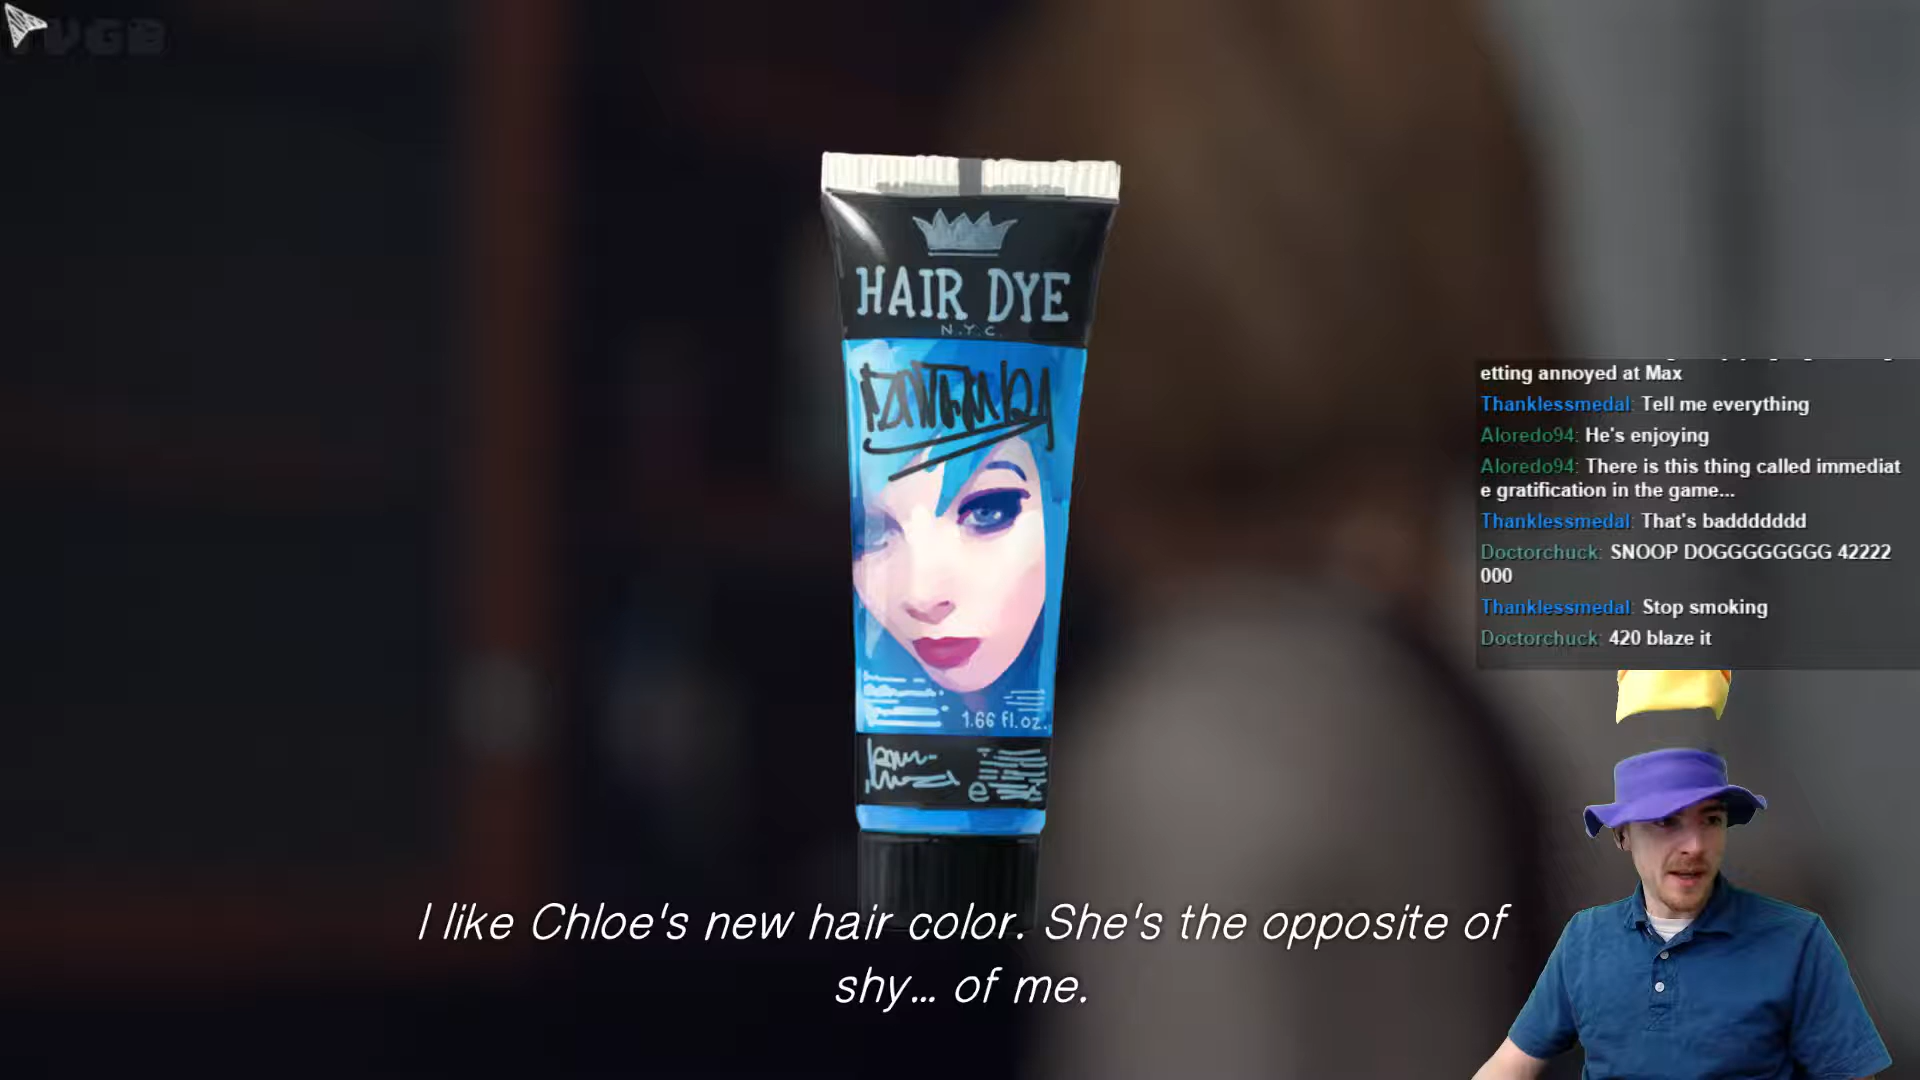 VGB
HAIR DYE
N.Y.C.
1.66 fl.oz.
e
I like Chloe's new hair color. She's the opposite of
shy... of me.
etting annoyed at Max
Thanklessmedal: Tell me everything
Aloredo94: He's enjoying
Aloredo94: There is this thing called immediat
e gratification in the game...
Thanklessmedal: That's baddddddd
Doctorchuck: SNOOP DOGGGGGGGG 42222
000
Thanklessmedal: Stop smoking
Doctorchuck: 420 blaze it